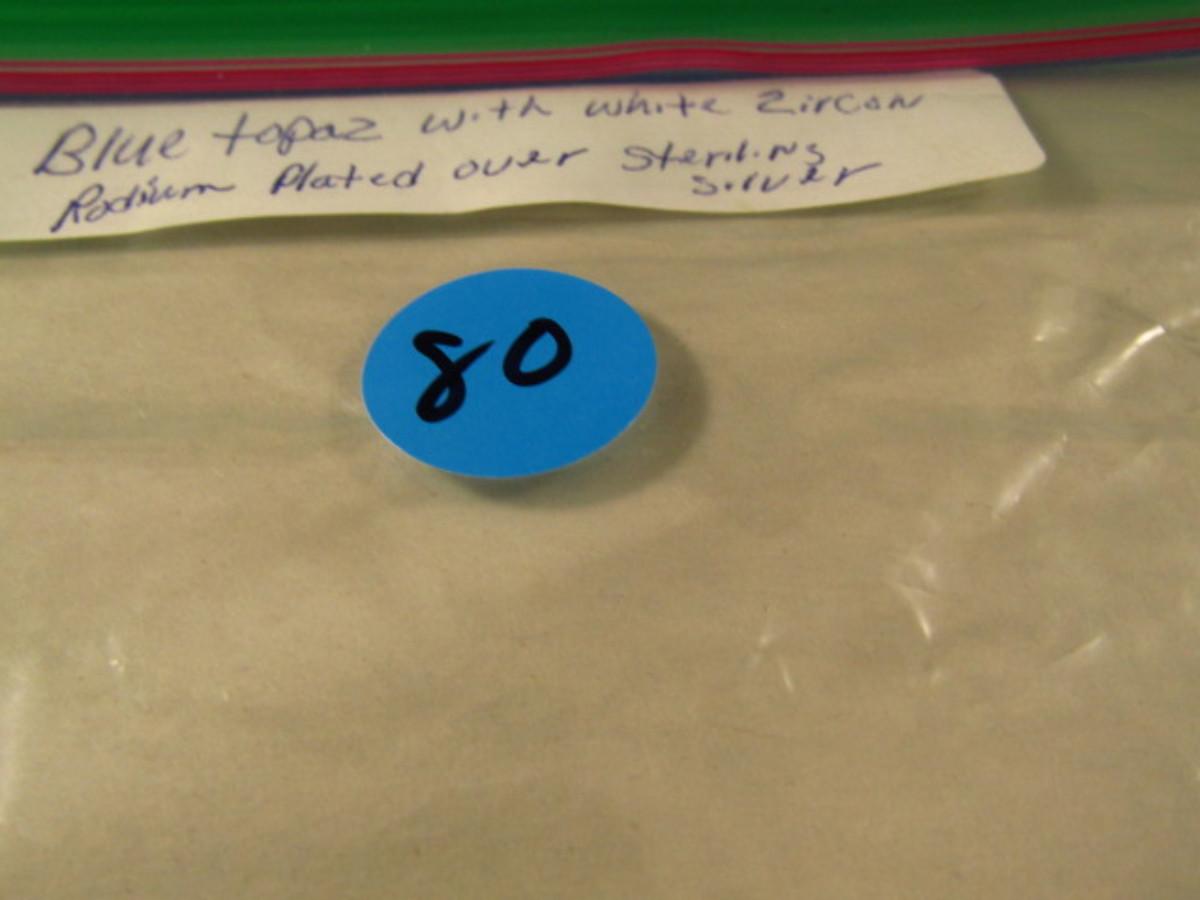 Blue topaz with white Zircon
Rodium Plated over Sterling
Silver
80